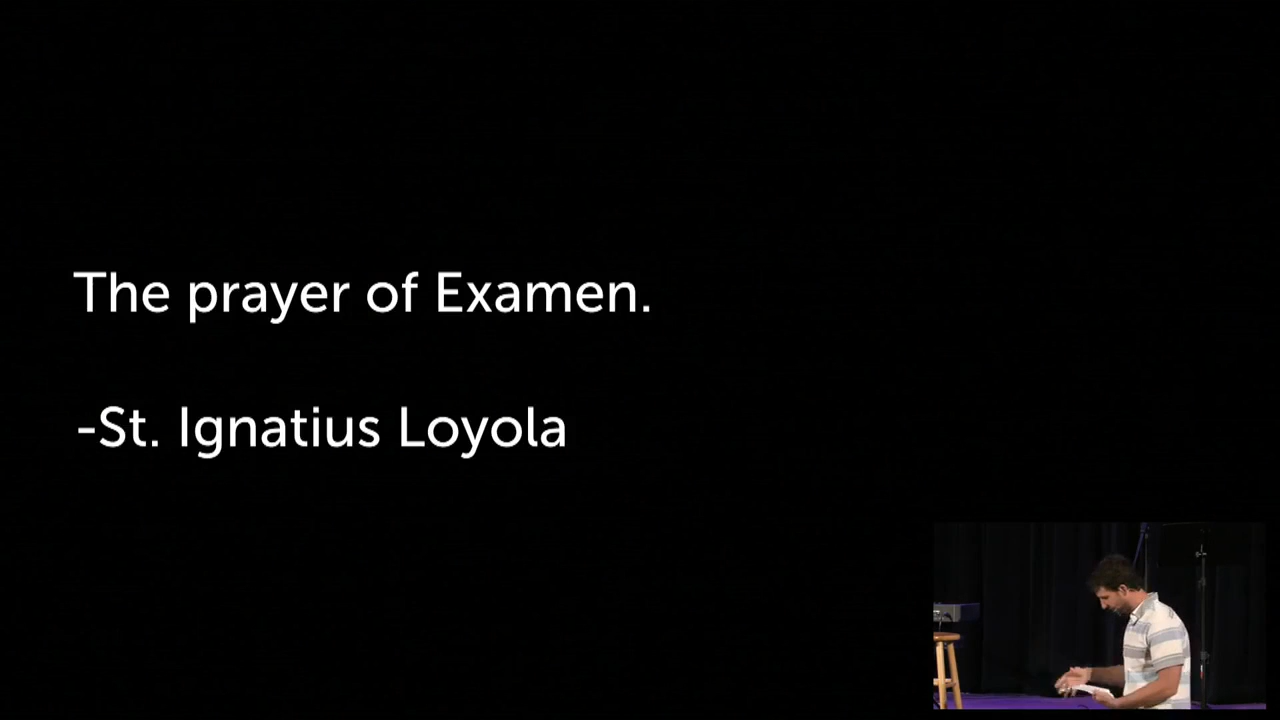 The prayer of Examen.
-St. Ignatius Loyola